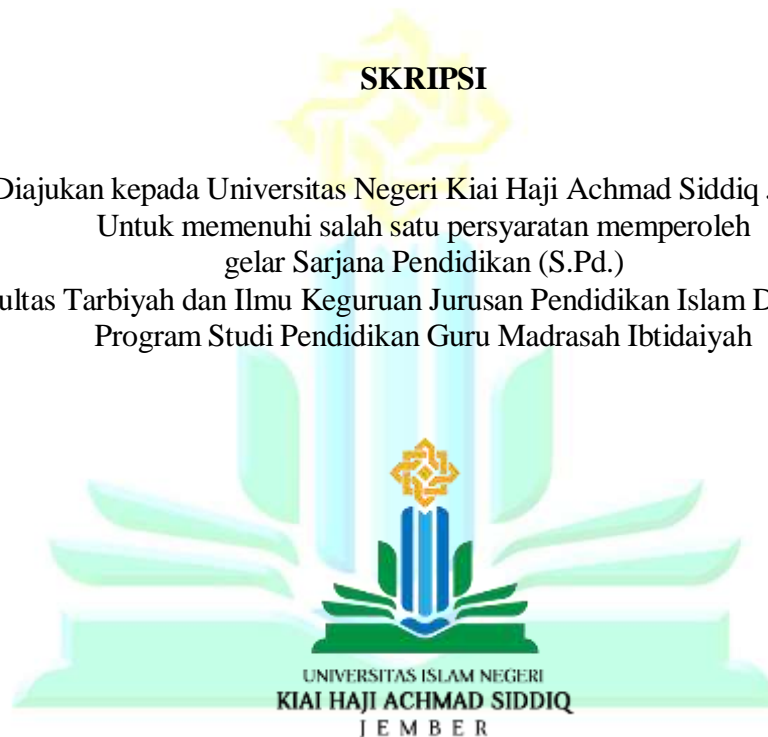 SKRIPSI
Diajukan kepada Universitas Negeri Kiai Haji Achmad Siddiq
Untuk memenuhi salah satu persyaratan memperoleh
gelar Sarjana Pendidikan (S.Pd.)
Tarbiyah dan Ilmu Keguruan Jurusan Pendidikan Islam
Program Studi Pendidikan Guru Madrasah Ibtidaiyah
UNIVERSITAS ISLAM NEGERI
KIAI HAJI ACHMAD SIDDIQ
JEMBER